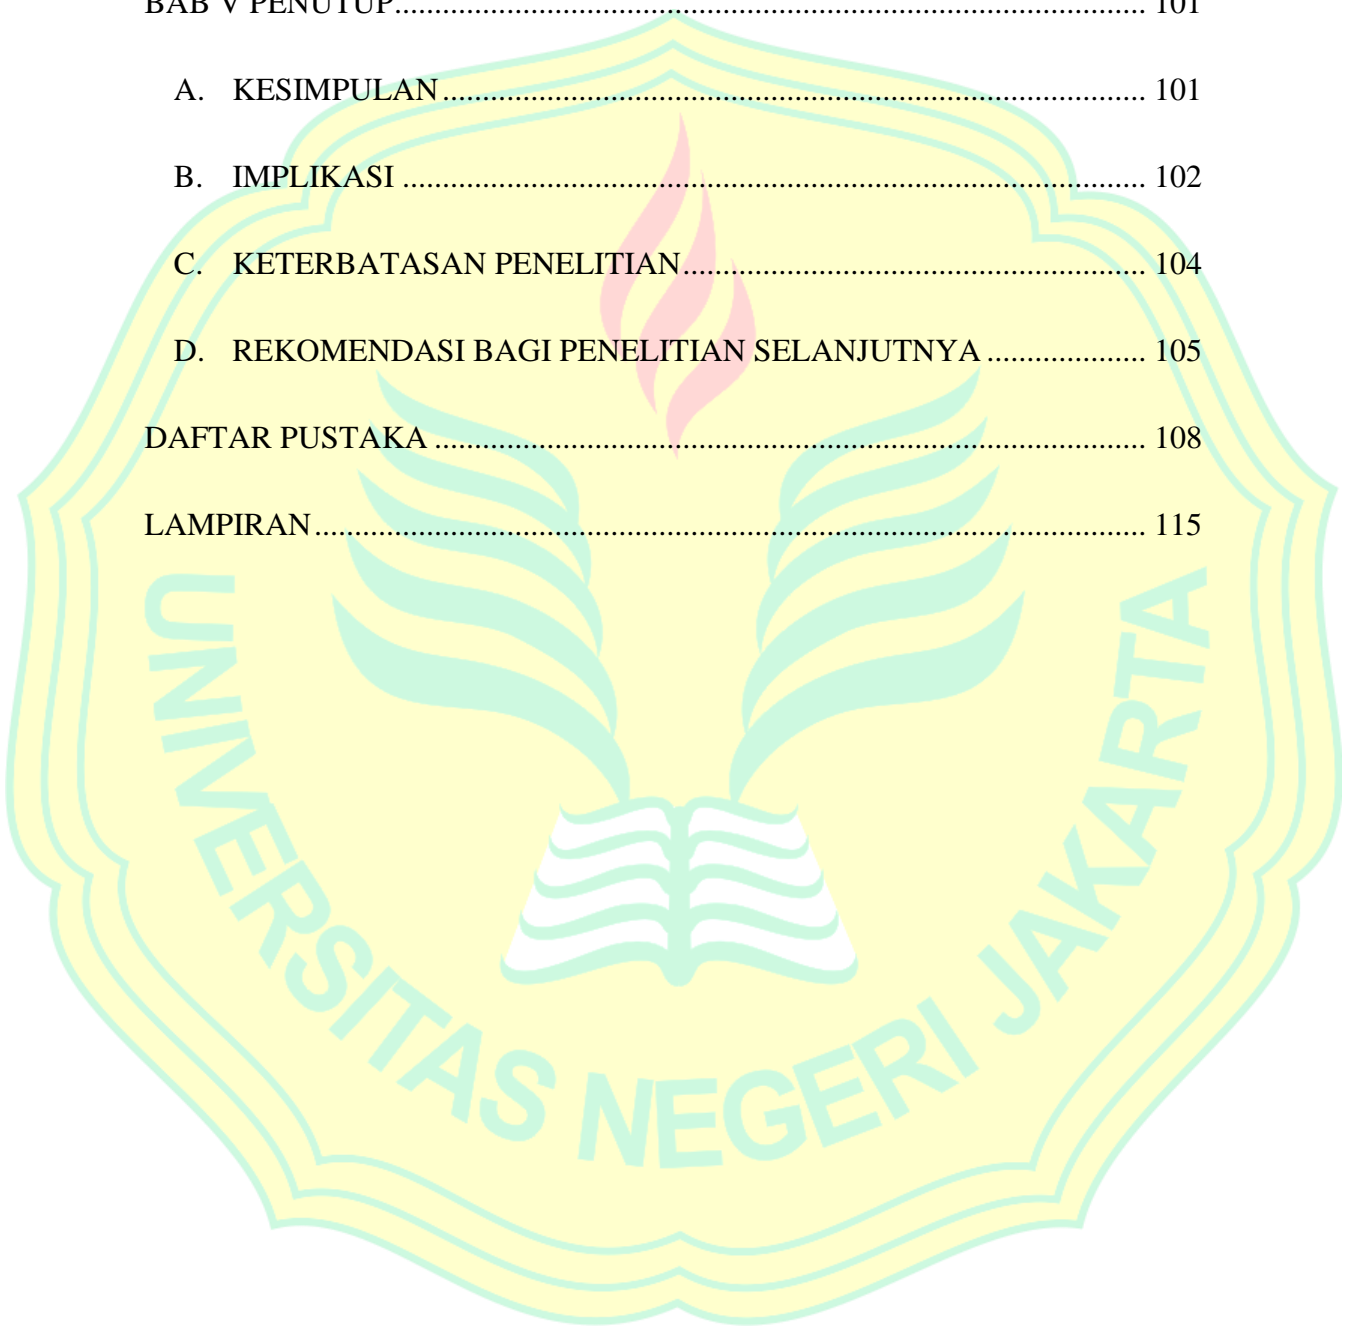 BAB V PENUTUP............................................................................................... 101
A. KESIMPULAN......................................................................................... 101
B. IMPLIKASI .............................................................................................. 102
C. KETERBATASAN PENELITIAN........................................................... 104
D. REKOMENDASI BAGI PENELITIAN SELANJUTNYA .................... 105
DAFTAR PUSTAKA .......................................................................................... 108
LAMPIRAN......................................................................................................... 115
UNIVERSITAS NEGERI JAKARTA